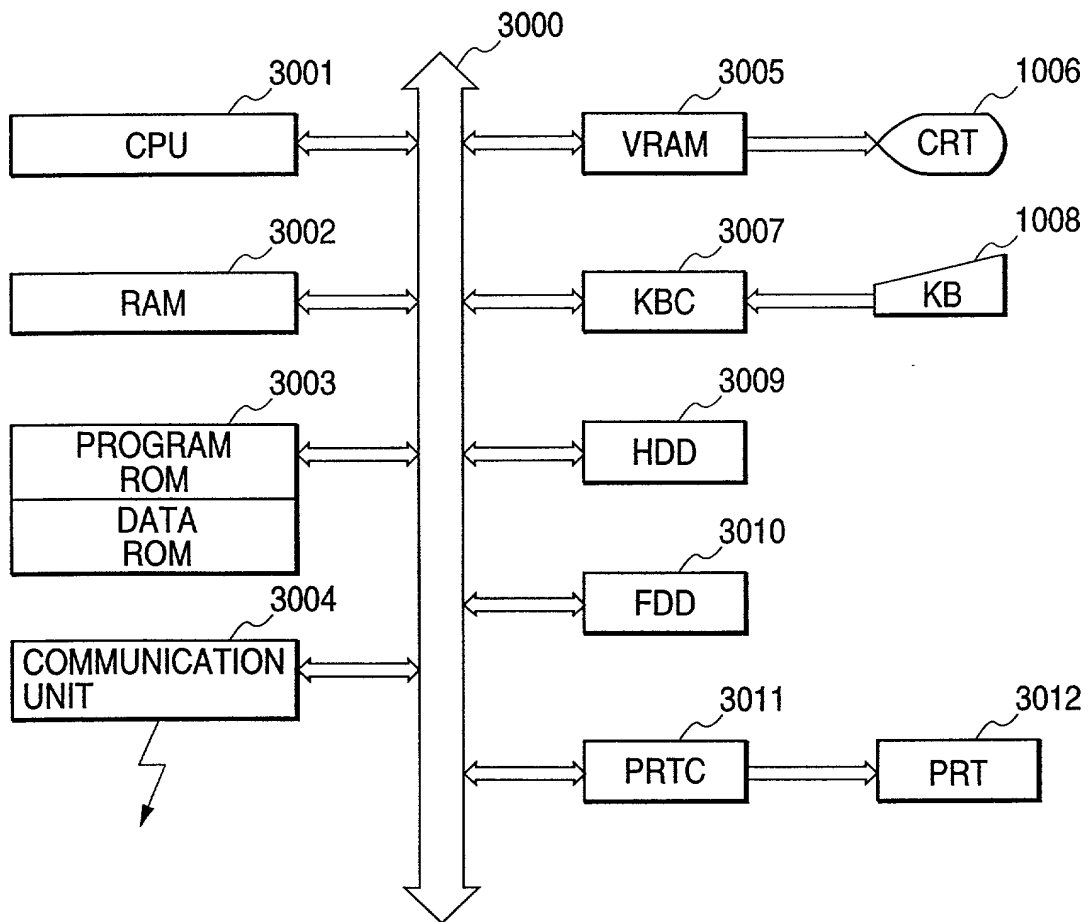 3000
3001
CPU
3005
VRAM
1006
CRT
3002
RAM
3007
KBC
1008
KB
3003
PROGRAM
ROM
DATA
ROM
3009
HDD
3010
FDD
3004
COMMUNICATION
UNIT
3011
PRTC
3012
PRT